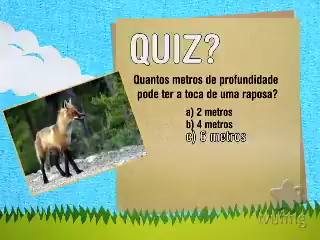 QUIZ?
Quantos metros de profundidade
pode ter a toca de uma raposa?
a) 2 metros
b) 4 metros
c) 6 metros